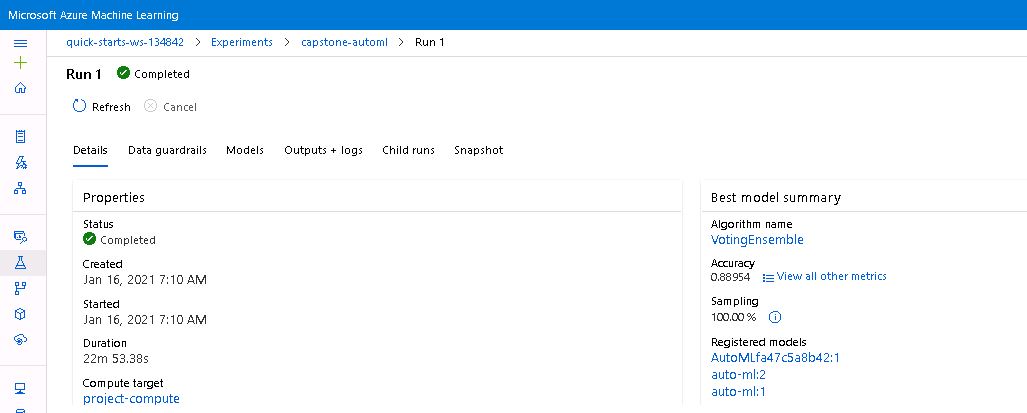 Microsoft Azure Machine Learning
quick-starts-ws-134842 > Experiments > capstone-automl > Run 1
Run 1 Completed
Refresh Cancel
Details Data guardrails Models Outputs + logs Child runs Snapshot
Properties
Status
Completed
Created
Jan 16, 2021 7:10 AM
Started
Jan 16, 2021 7:10 AM
Duration
22m 53.38s
Compute target
project-compute
Best model summary
Algorithm name
VotingEnsemble
Accuracy
0.88954 View all other metrics
Sampling
100.00 %
Registered models
AutoMLfa47c5a8b42:1
auto-ml:2
auto-ml:1